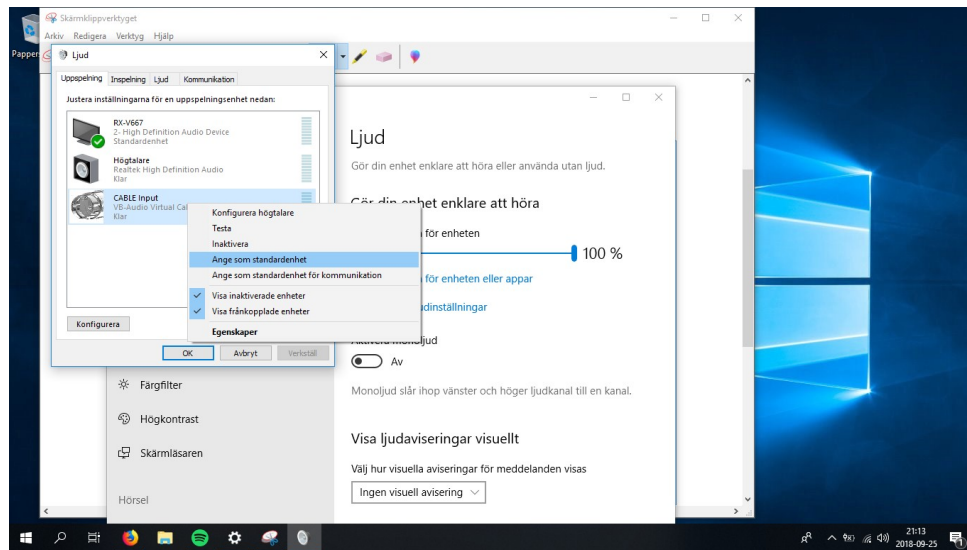 Skärmklippverktyget
Arkiv Redigera Verktyg Hjälp
Ljud
Uppspelning Inspelning Ljud Kommunikation
Justera inställningarna för en uppspelningsenhet nedan:
RX-V667
2- High Definition Audio Device
Standardenhet
Högtalare
Realtek High Definition Audio
Klar
CABLE Input
VB-Audio Virtual
Klar
Konfigurera högtalare
Testa
Inaktivera
Ange som standardenhet
Ange som standardenhet för kommunikation
Visa inaktiverade enheter
Visa frånkopplade enheter
Egenskaper
Konfigurera
OK Avbryt Verkställ
Ljud
Gör din enhet enklare att höra eller använda utan ljud.
Gör din enhet enklare att höra
för enheten
100 %
för enheten eller appar
Av
Monoljud slår ihop vänster och höger ljudkanal till en kanal.
Visa ljudaviseringar visuellt
Välj hur visuella aviseringar för meddelanden visas
Ingen visuell avisering
Färgfilter
Högkontrast
Skärmläsaren
Hörsel
21:13
2018-09-25